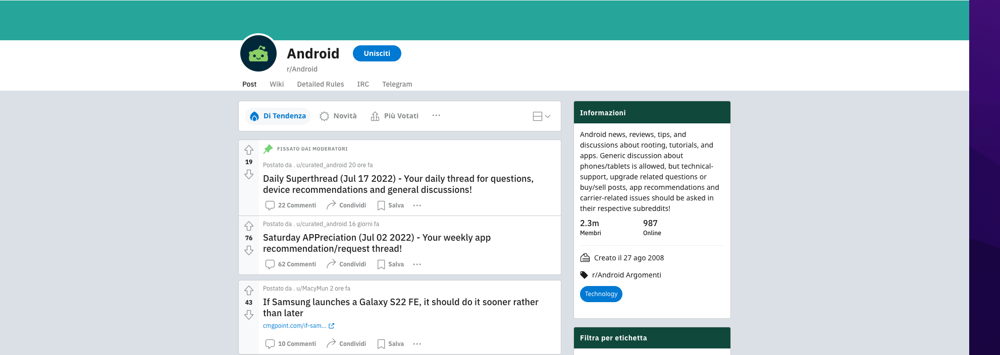 Android
Unisciti
r/Android
Post
Wiki
Detailed Rules
IRC
Telegram
Di Tendenza
Novità
Più Votati
FISSATO DAI MODERATORI
19
Postato da . u/curated_android 20 ore fa
Daily Superthread (Jul 17 2022) - Your daily thread for questions,
device recommendations and general discussions!
22 Commenti
Condividi
Salva
Postato da . u/curated_android 16 giorni fa
76
Saturday APPreciation (Jul 02 2022) - Your weekly app
recommendation/request thread!
62 Commenti
Condividi
Salva
Postato da . u/MacyMun 2 ore fa
43
If Samsung launches a Galaxy S22 FE, it should do it sooner rather
than later
cmgpoint.com/if-sam...
10 Commenti
Condividi
Salva
Informazioni
Android news, reviews, tips, and
discussions about rooting, tutorials, and
apps. Generic discussion about
phones/tablets is allowed, but technical-
support, upgrade related questions or
buy/sell posts, app recommendations and
carrier-related issues should be asked in
their respective subreddits!
2.3m
Membri
987
Online
Creato il 27 ago 2008
r/Android Argomenti
Technology
Filtra per etichetta